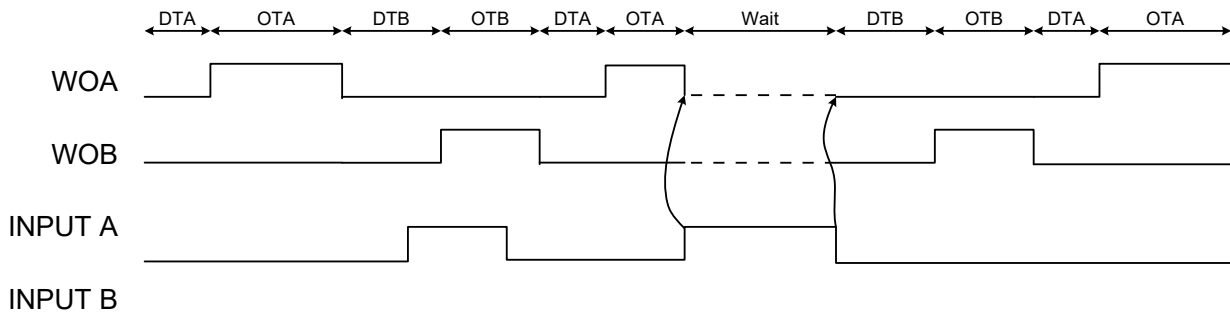 DTA OTA DTB OTB DTA OTA Wait DTB OTB DTA OTA
WOA
WOB
INPUT A
INPUT B